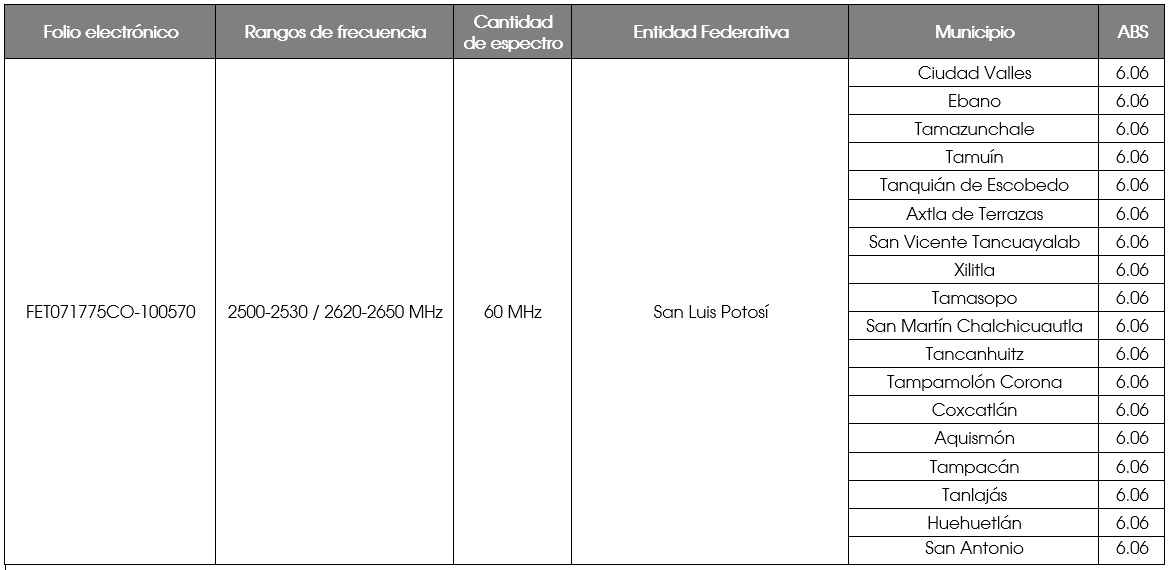 Folio electrónico Rangos de frecuencia Cantidad de espectro Entidad Federativa Municipio ABS
Ciudad Valles 6.06
Ebano 6.06
Tamazunchale 6.06
Tamuín 6.06
Tanquián de Escobedo 6.06
Axtla de Terrazas 6.06
San Vicente Tancuayalab 6.06
Xilitla 6.06
Tamasopo 6.06
FET071775CO-100570 2500-2530 / 2620-2650 MHz 60 MHz San Luis Potosí
San Martín Chalchicuautla 6.06
Tancanhuitz 6.06
Tampamolón Corona 6.06
Coxcatlán 6.06
Aquismón 6.06
Tampacán 6.06
Tanlajás 6.06
Huehuetlán 6.06
San Antonio 6.06